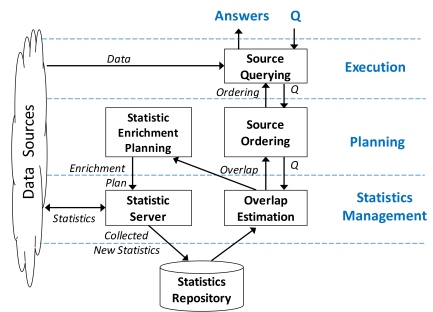 Answers Q
Data
Source
Querying
Execution
Ordering Q
Statistic
Enrichment
Planning
Source
Ordering
Planning
Data Sources
Enrichment
Plan
Overlap Q
Statistics
Statistic
Server
Overlap
Estimation
Statistics
Management
Collected
New Statistics
Statistics
Repository